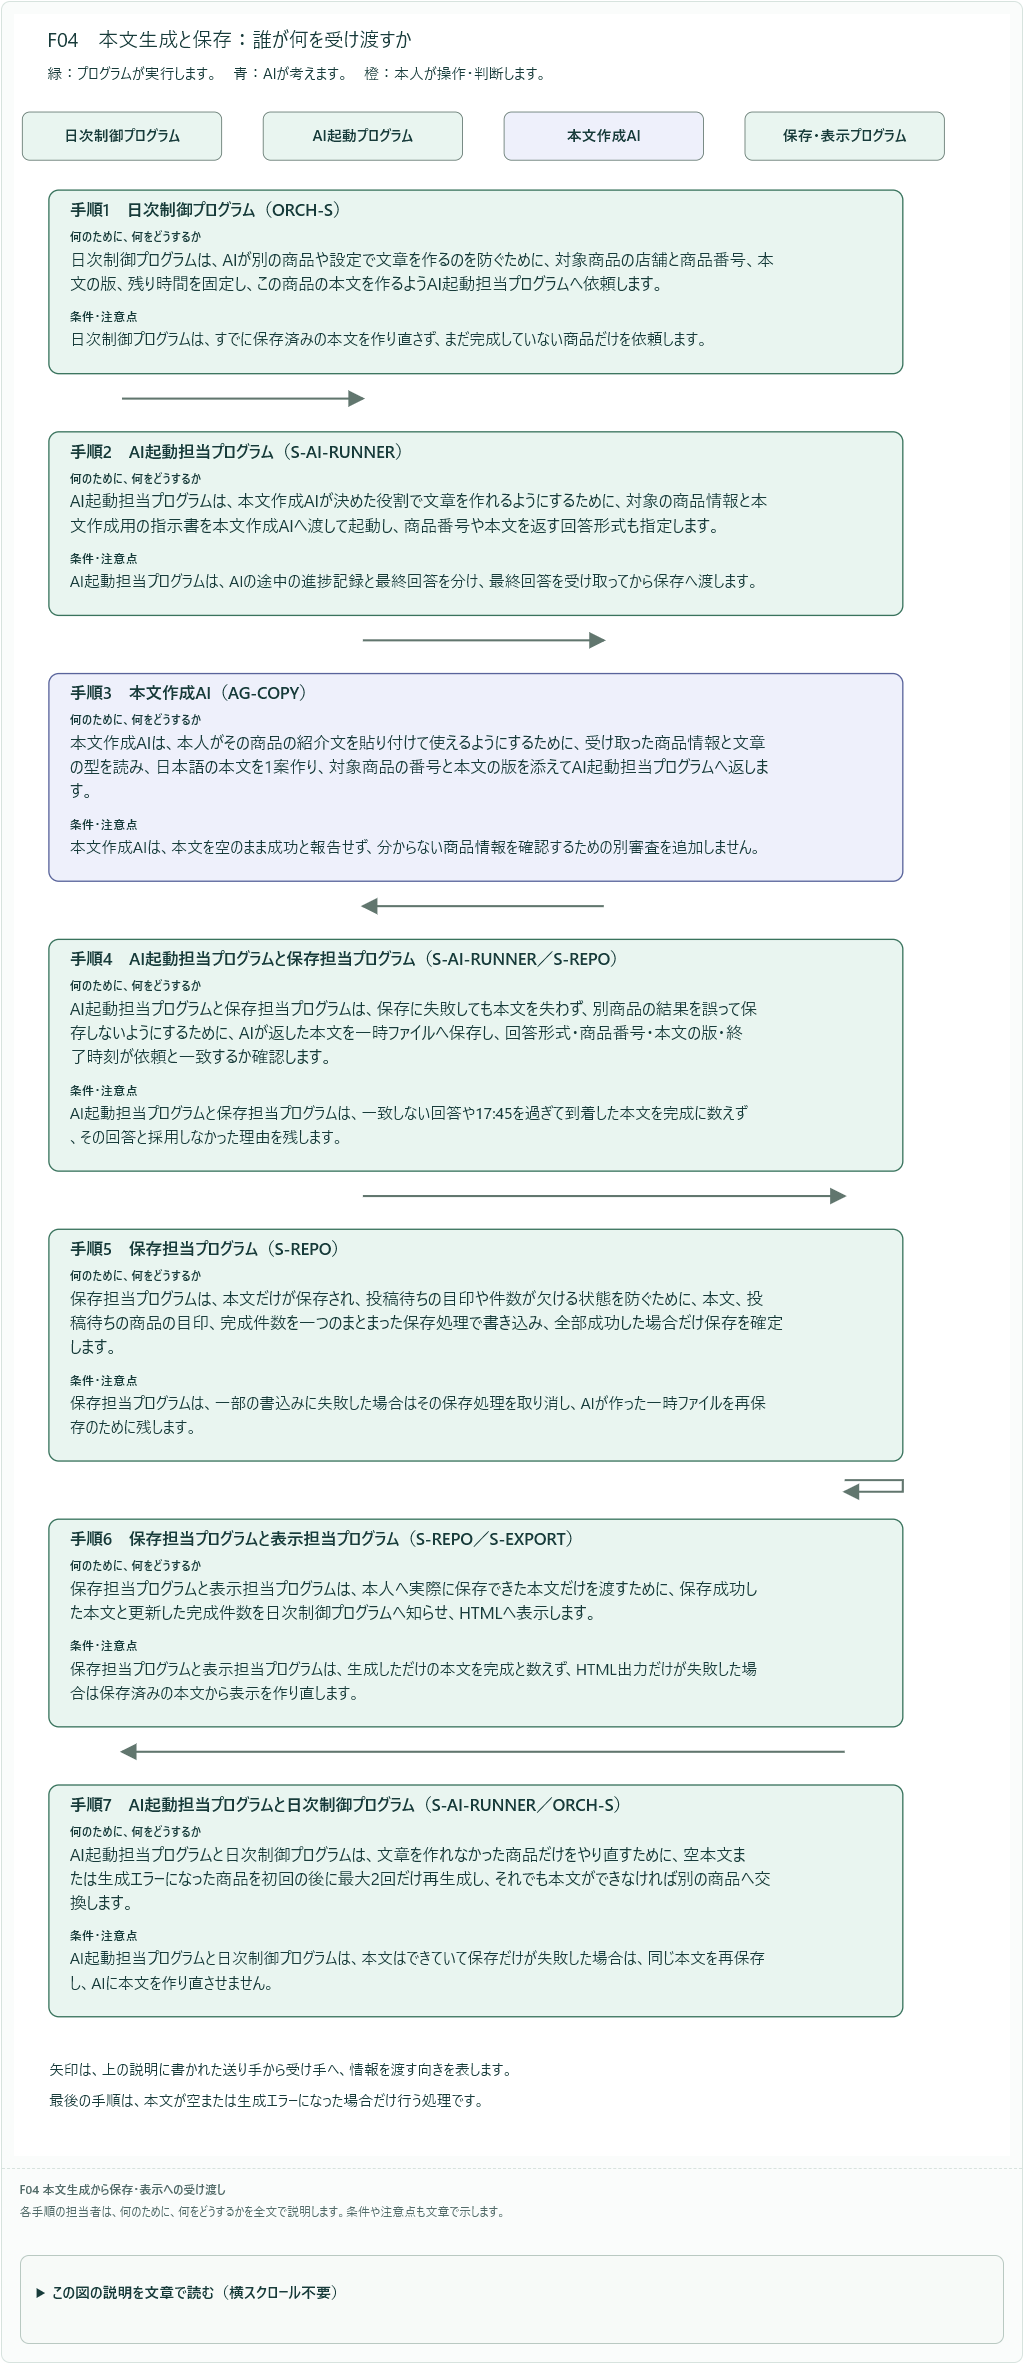 F04　本文生成と保存：誰が何を受け渡すか
緑：プログラムが実行します。　青：AIが考えます。　橙：本人が操作・判断します。
日次制御プログラム
AI起動プログラム
本文作成AI
保存・表示プログラム
手順1　日次制御プログラム（ORCH-S）
何のために、何をどうするか
日次制御プログラムは、AIが別の商品や設定で文章を作るのを防ぐために、対象商品の店舗と商品番号、本
文の版、残り時間を固定し、この商品の本文を作るようAI起動担当プログラムへ依頼します。
条件・注意点
日次制御プログラムは、すでに保存済みの本文を作り直さず、まだ完成していない商品だけを依頼します。
手順2　AI起動担当プログラム（S-AI-RUNNER）
何のために、何をどうするか
AI起動担当プログラムは、本文作成AIが決めた役割で文章を作れるようにするために、対象の商品情報と本
文作成用の指示書を本文作成AIへ渡して起動し、商品番号や本文を返す回答形式も指定します。
条件・注意点
AI起動担当プログラムは、AIの途中の進捗記録と最終回答を分け、最終回答を受け取ってから保存へ渡します。
手順3　本文作成AI（AG-COPY）
何のために、何をどうするか
本文作成AIは、本人がその商品の紹介文を貼り付けて使えるようにするために、受け取った商品情報と文章
の型を読み、日本語の本文を1案作り、対象商品の番号と本文の版を添えてAI起動担当プログラムへ返しま
す。
条件・注意点
本文作成AIは、本文を空のまま成功と報告せず、分からない商品情報を確認するための別審査を追加しません。
手順4　AI起動担当プログラムと保存担当プログラム（S-AI-RUNNER／S-REPO）
何のために、何をどうするか
AI起動担当プログラムと保存担当プログラムは、保存に失敗しても本文を失わず、別商品の結果を誤って保
存しないようにするために、AIが返した本文を一時ファイルへ保存し、回答形式・商品番号・本文の版・終
了時刻が依頼と一致するか確認します。
条件・注意点
AI起動担当プログラムと保存担当プログラムは、一致しない回答や17:45を過ぎて到着した本文を完成に数えず
、その回答と採用しなかった理由を残します。
手順5　保存担当プログラム（S-REPO）
何のために、何をどうするか
保存担当プログラムは、本文だけが保存され、投稿待ちの目印や件数が欠ける状態を防ぐために、本文、投
稿待ちの商品の目印、完成件数を一つのまとまった保存処理で書き込み、全部成功した場合だけ保存を確定
します。
条件・注意点
保存担当プログラムは、一部の書込みに失敗した場合はその保存処理を取り消し、AIが作った一時ファイルを再保
存のために残します。
手順6　保存担当プログラムと表示担当プログラム（S-REPO／S-EXPORT）
何のために、何をどうするか
保存担当プログラムと表示担当プログラムは、本人へ実際に保存できた本文だけを渡すために、保存成功し
た本文と更新した完成件数を日次制御プログラムへ知らせ、HTMLへ表示します。
条件・注意点
保存担当プログラムと表示担当プログラムは、生成しただけの本文を完成と数えず、HTML出力だけが失敗した場
合は保存済みの本文から表示を作り直します。
手順7　AI起動担当プログラムと日次制御プログラム（S-AI-RUNNER／ORCH-S）
何のために、何をどうするか
AI起動担当プログラムと日次制御プログラムは、文章を作れなかった商品だけをやり直すために、空本文ま
たは生成エラーになった商品を初回の後に最大2回だけ再生成し、それでも本文ができなければ別の商品へ交
換します。
条件・注意点
AI起動担当プログラムと日次制御プログラムは、本文はできていて保存だけが失敗した場合は、同じ本文を再保存
し、AIに本文を作り直させません。
矢印は、上の説明に書かれた送り手から受け手へ、情報を渡す向きを表します。
最後の手順は、本文が空または生成エラーになった場合だけ行う処理です。
F04 本文生成から保存・表示への受け渡し
各手順の担当者は、何のために、何をどうするかを全文で説明します。条件や注意点も文章で示します。
▶ この図の説明を文章で読む（横スクロール不要）